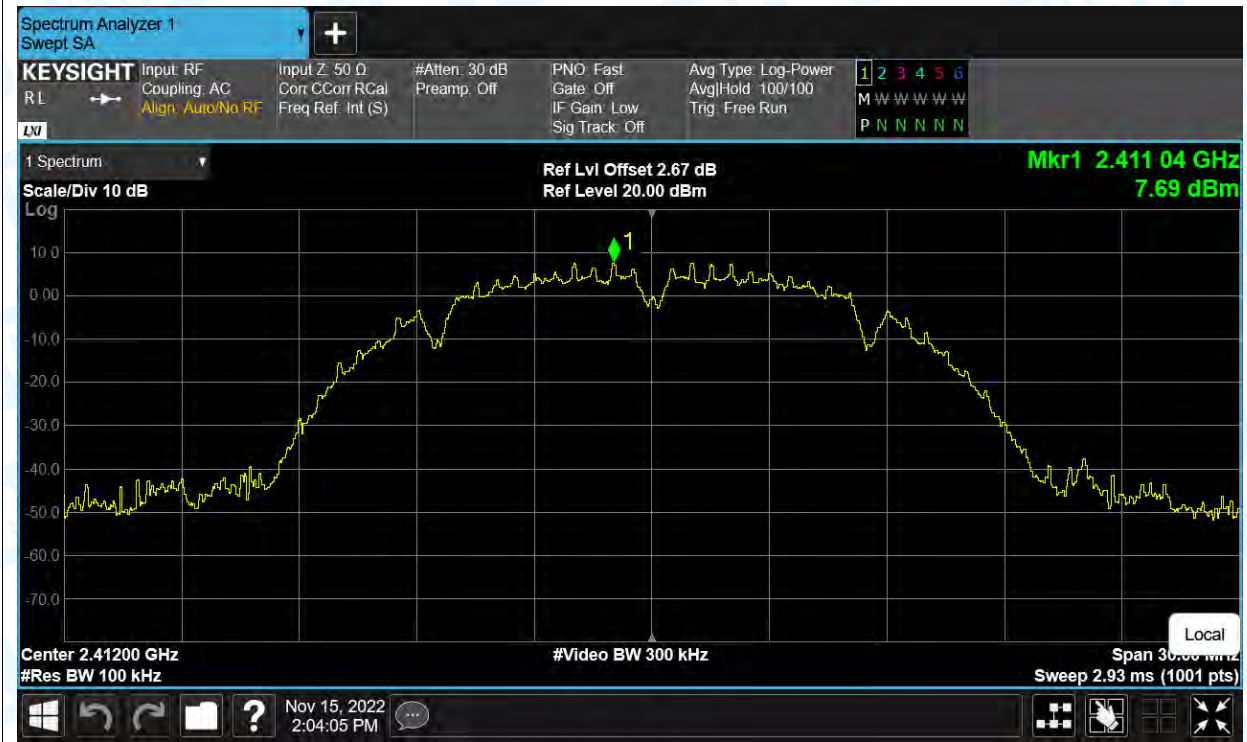 Spectrum Analyzer 1
Swept SA
KEYSIGHT
R L
LXI
Input: RF
Coupling: AC
Align: Auto/No RF
Input Z: 50 Ω
Corr CCorr RCal
Freq Ref: Int (S)
#Atten: 30 dB
Preamp: Off
PNO: Fast
Gate: Off
IF Gain: Low
Sig Track: Off
Avg Type: Log-Power
Avg|Hold: 100/100
Trig: Free Run
1 2 3 4 5 6
M W W W W W W
P N N N N N N
1 Spectrum
Scale/Div 10 dB
Ref Lvl Offset 2.67 dB
Ref Level 20.00 dBm
Mkr1 2.411 04 GHz
7.69 dBm
Log
1
10.0
0.00
-10.0
-20.0
-30.0
-40.0
-50.0
-60.0
-70.0
Local
Center 2.41200 GHz
#Video BW 300 kHz
Span 30.00 MHz
#Res BW 100 kHz
Sweep 2.93 ms (1001 pts)
?
Nov 15, 2022
2:04:05 PM